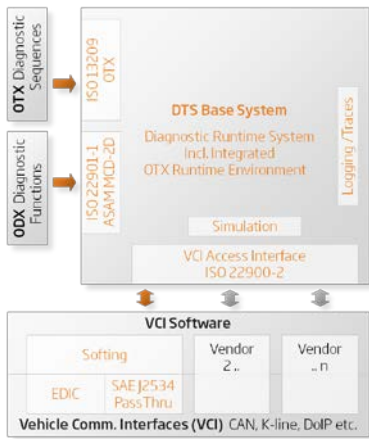 OTX Diagnostic
Sequences
ISO 13209
OTX
ODX Diagnostic
Functions
ISO 22901-1
ASAM MCD-2D
DTS Base System
Diagnostic Runtime System
Incl. Integrated
OTX Runtime Environment
Logging /Traces
Simulation
VCI Access Interface
ISO 22900-2
VCI Software
Softing
EDIC
SAE J2534
PassThru
Vendor
2 ..
Vendor
.. n
Vehicle Comm. Interfaces (VCI) CAN, K-line, DoIP etc.